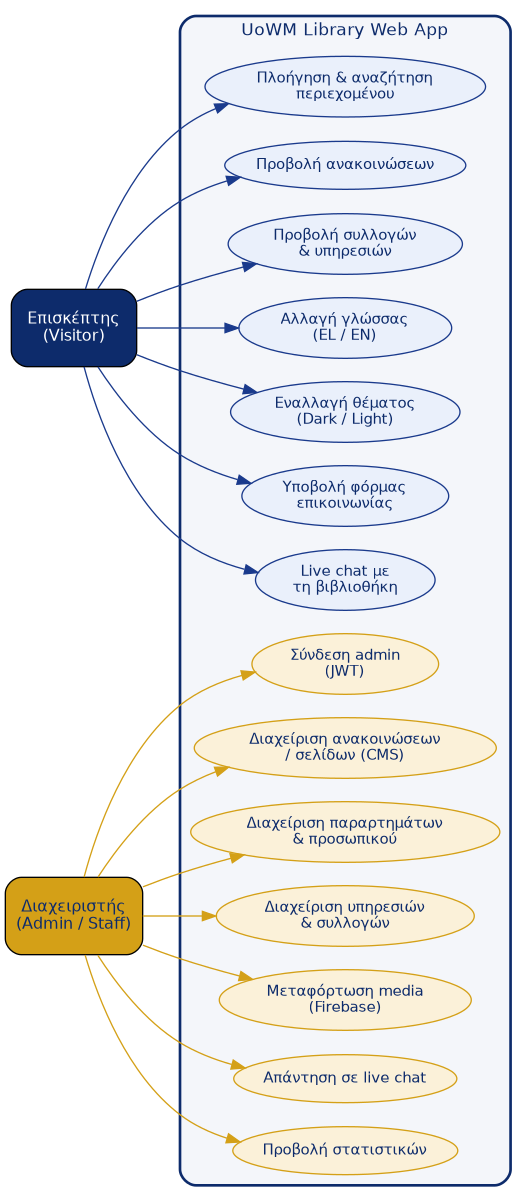 UoWM Library Web App
Πλοήγηση & αναζήτηση
περιεχομένου
Προβολή ανακοινώσεων
Προβολή συλλογών
& υπηρεσιών
Επισκέπτης
(Visitor)
Αλλαγή γλώσσας
(EL / EN)
Εναλλαγή θέματος
(Dark / Light)
Υποβολή φόρμας
επικοινωνίας
Live chat με
τη βιβλιοθήκη
Σύνδεση admin
(JWT)
Διαχείριση ανακοινώσεων
/ σελίδων (CMS)
Διαχείριση παραρτημάτων
& προσωπικού
Διαχειριστής
(Admin / Staff)
Διαχείριση υπηρεσιών
& συλλογών
Μεταφόρτωση media
(Firebase)
Απάντηση σε live chat
Προβολή στατιστικών